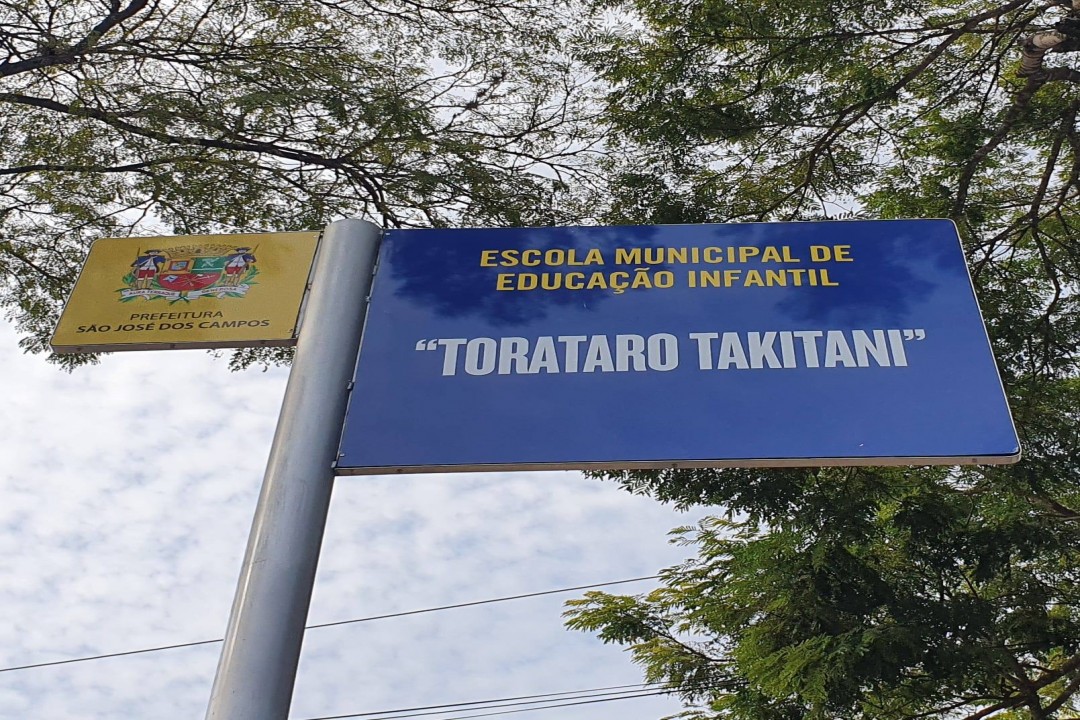 PREFEITURA
SÃO JOSÉ DOS CAMPOS
ESCOLA MUNICIPAL DE
EDUCAÇÃO INFANTIL
“TORATARO TAKITANI”